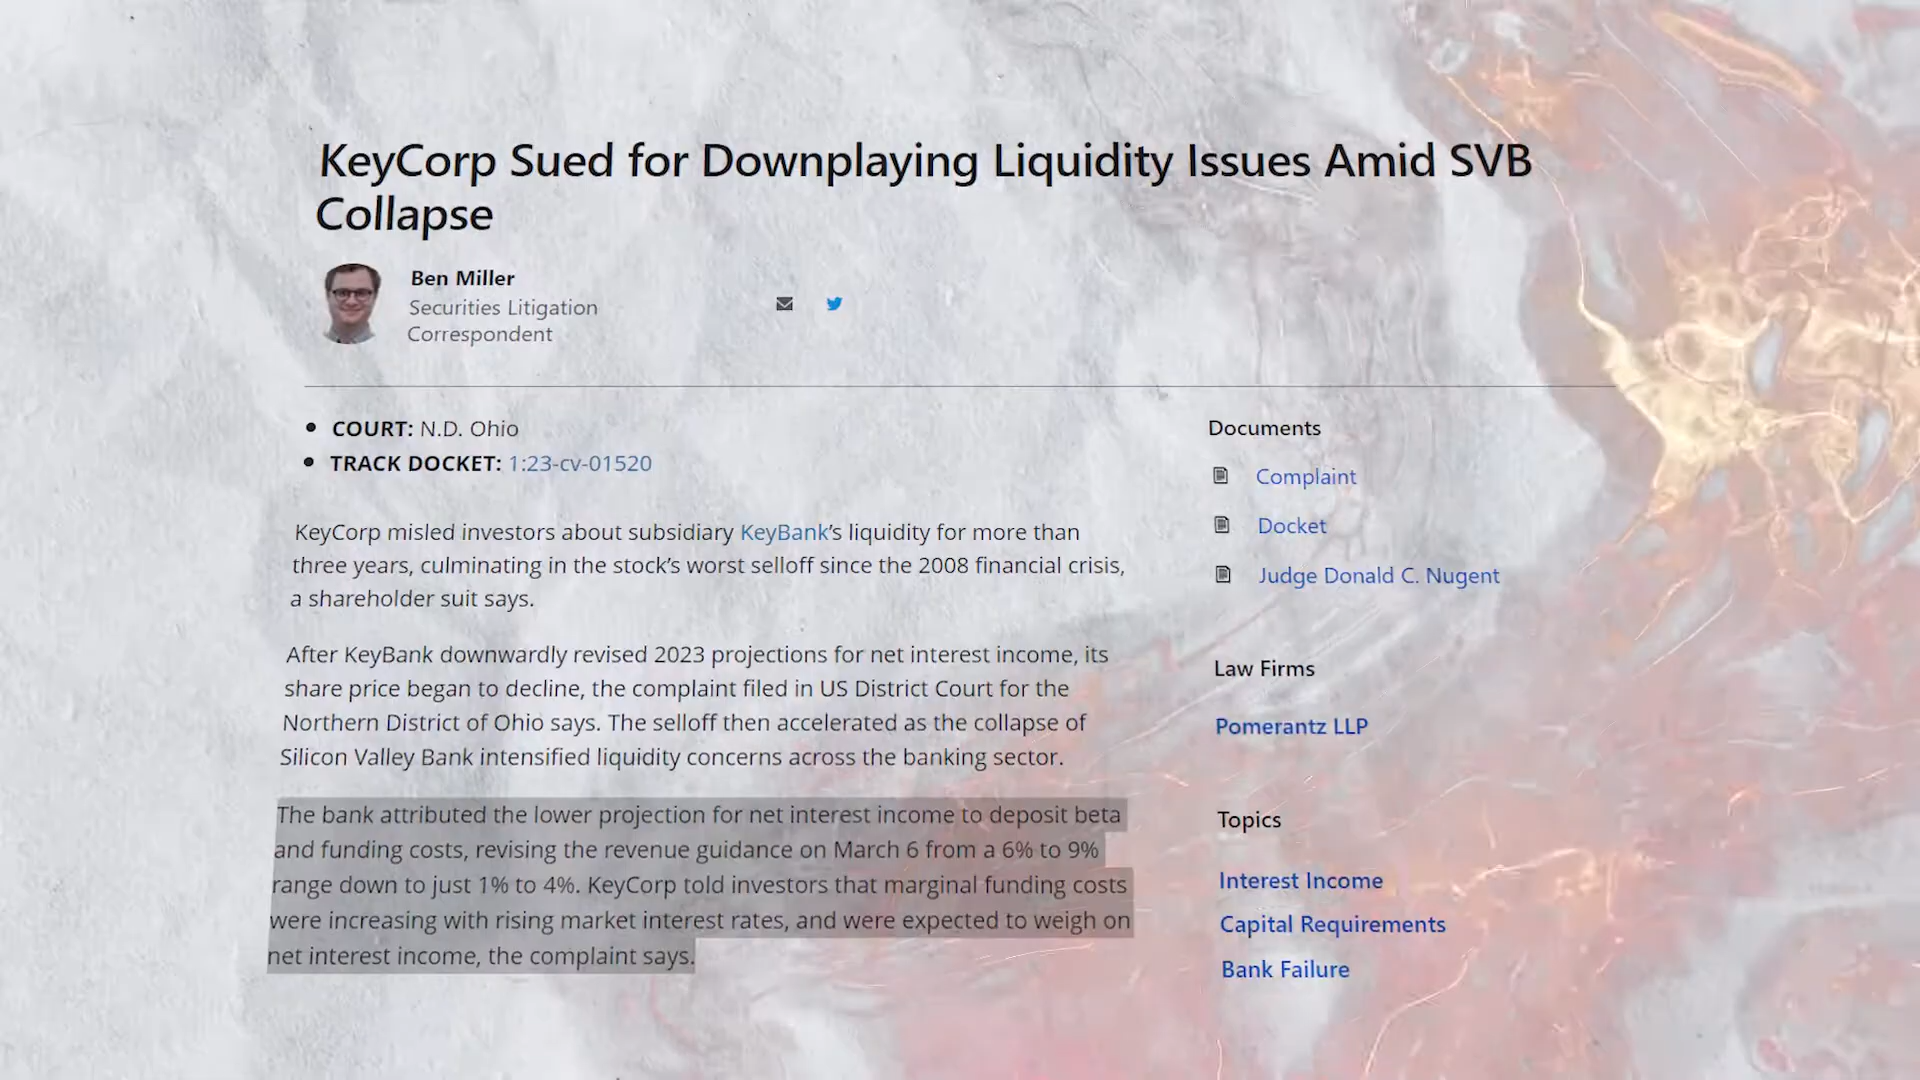 KeyCorp Sued for Downplaying Liquidity Issues Amid SVB
Collapse
Ben Miller
Securities Litigation
Correspondent
COURT: N.D. Ohio
TRACK DOCKET: 1:23-cv-01520
KeyCorp misled investors about subsidiary KeyBank’s liquidity for more than
three years, culminating in the stock’s worst selloff since the 2008 financial crisis,
a shareholder suit says.
After KeyBank downwardly revised 2023 projections for net interest income, its
share price began to decline, the complaint filed in US District Court for the
Northern District of Ohio says. The selloff then accelerated as the collapse of
Silicon Valley Bank intensified liquidity concerns across the banking sector.
The bank attributed the lower projection for net interest income to deposit beta
and funding costs, revising the revenue guidance on March 6 from a 6% to 9%
range down to just 1% to 4%. KeyCorp told investors that marginal funding costs
were increasing with rising market interest rates, and were expected to weigh on
net interest income, the complaint says.
Documents
Complaint
Docket
Judge Donald C. Nugent
Law Firms
Pomerantz LLP
Topics
Interest Income
Capital Requirements
Bank Failure